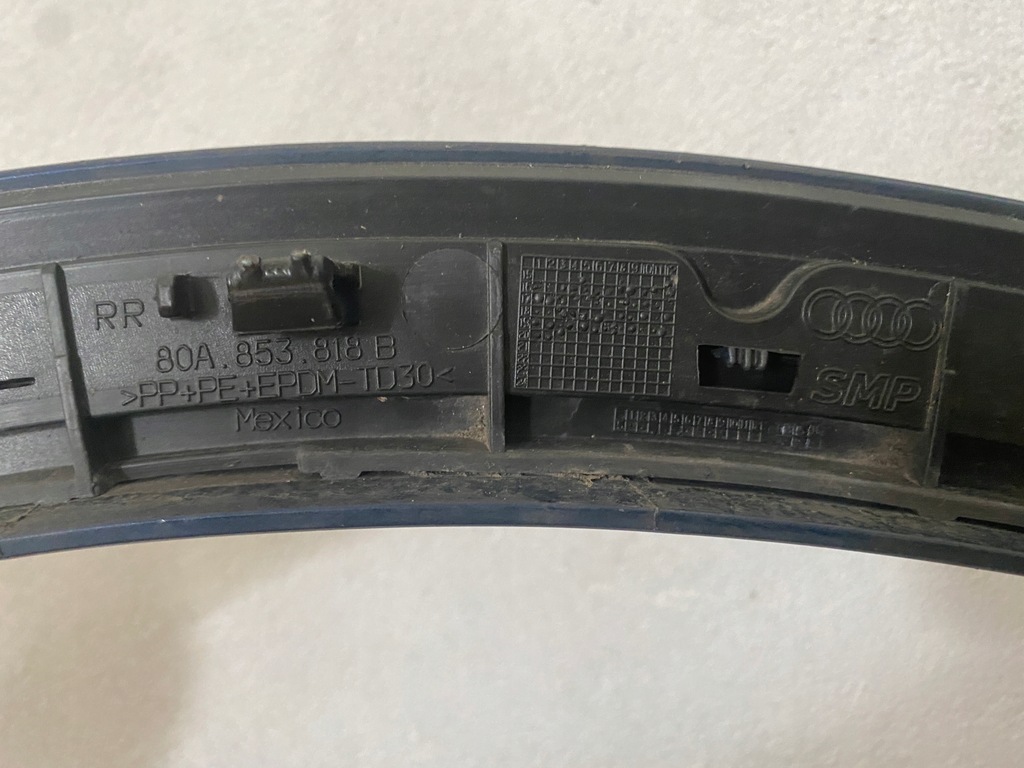 RR
80A.853.818 B
>PP+PE+EPDM-TD30<
Mexico
SMP